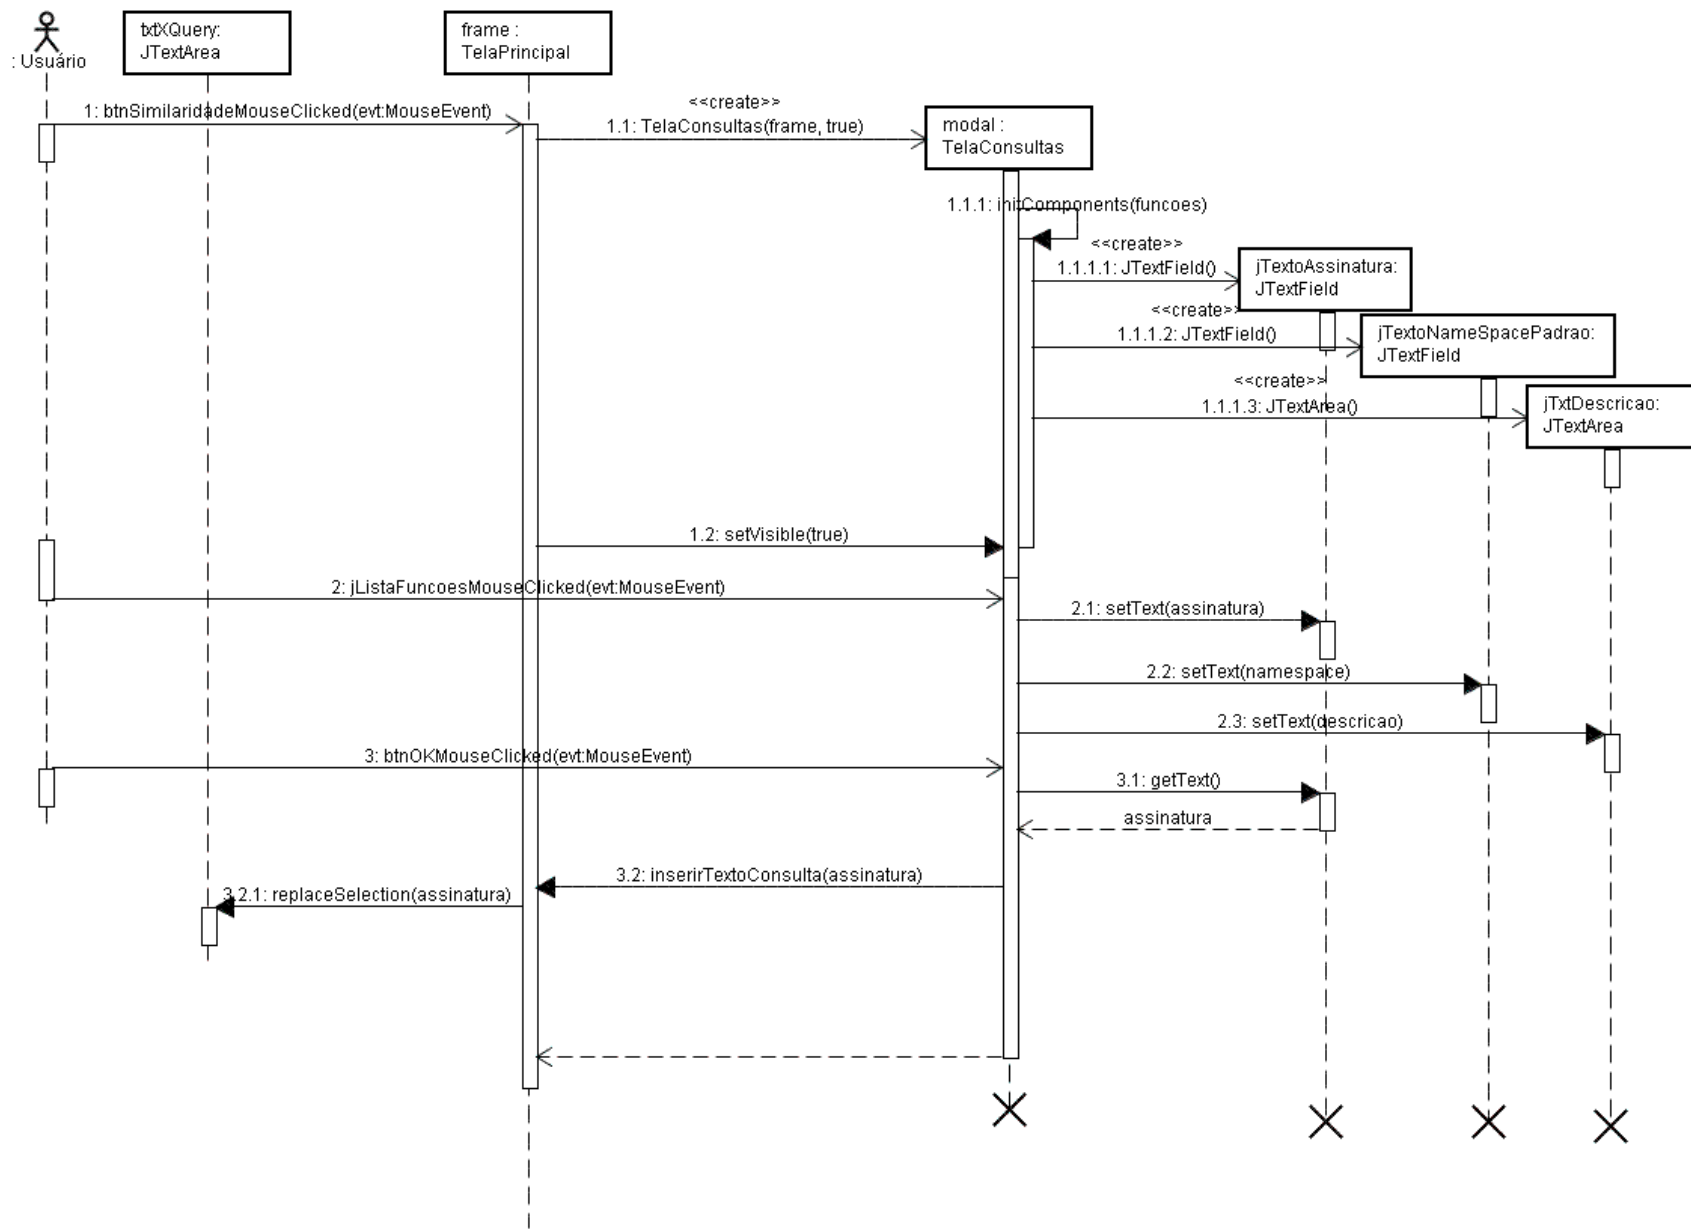 : Usuário
txtXQuery:
JTextArea
frame :
TelaPrincipal
1: btnSimilaridadeMouseClicked(evt:MouseEvent)
<<create>>
1.1: TelaConsultas(frame, true)
modal :
TelaConsultas
1.1.1: initComponents(funcoes)
<<create>>
1.1.1.1: JTextField()
jTextoAssinatura:
JTextField
<<create>>
1.1.1.2: JTextField()
jTextoNameSpacePadrao:
JTextField
<<create>>
1.1.1.3: JTextArea()
jTxtDescricao:
JTextArea
1.2: setVisible(true)
2: jListaFuncoesMouseClicked(evt:MouseEvent)
2.1: setText(assinatura)
2.2: setText(namespace)
2.3: setText(descricao)
3: btnOKMouseClicked(evt:MouseEvent)
3.1: getText()
assinatura
3.2: inserirTextoConsulta(assinatura)
3.2.1: replaceSelection(assinatura)